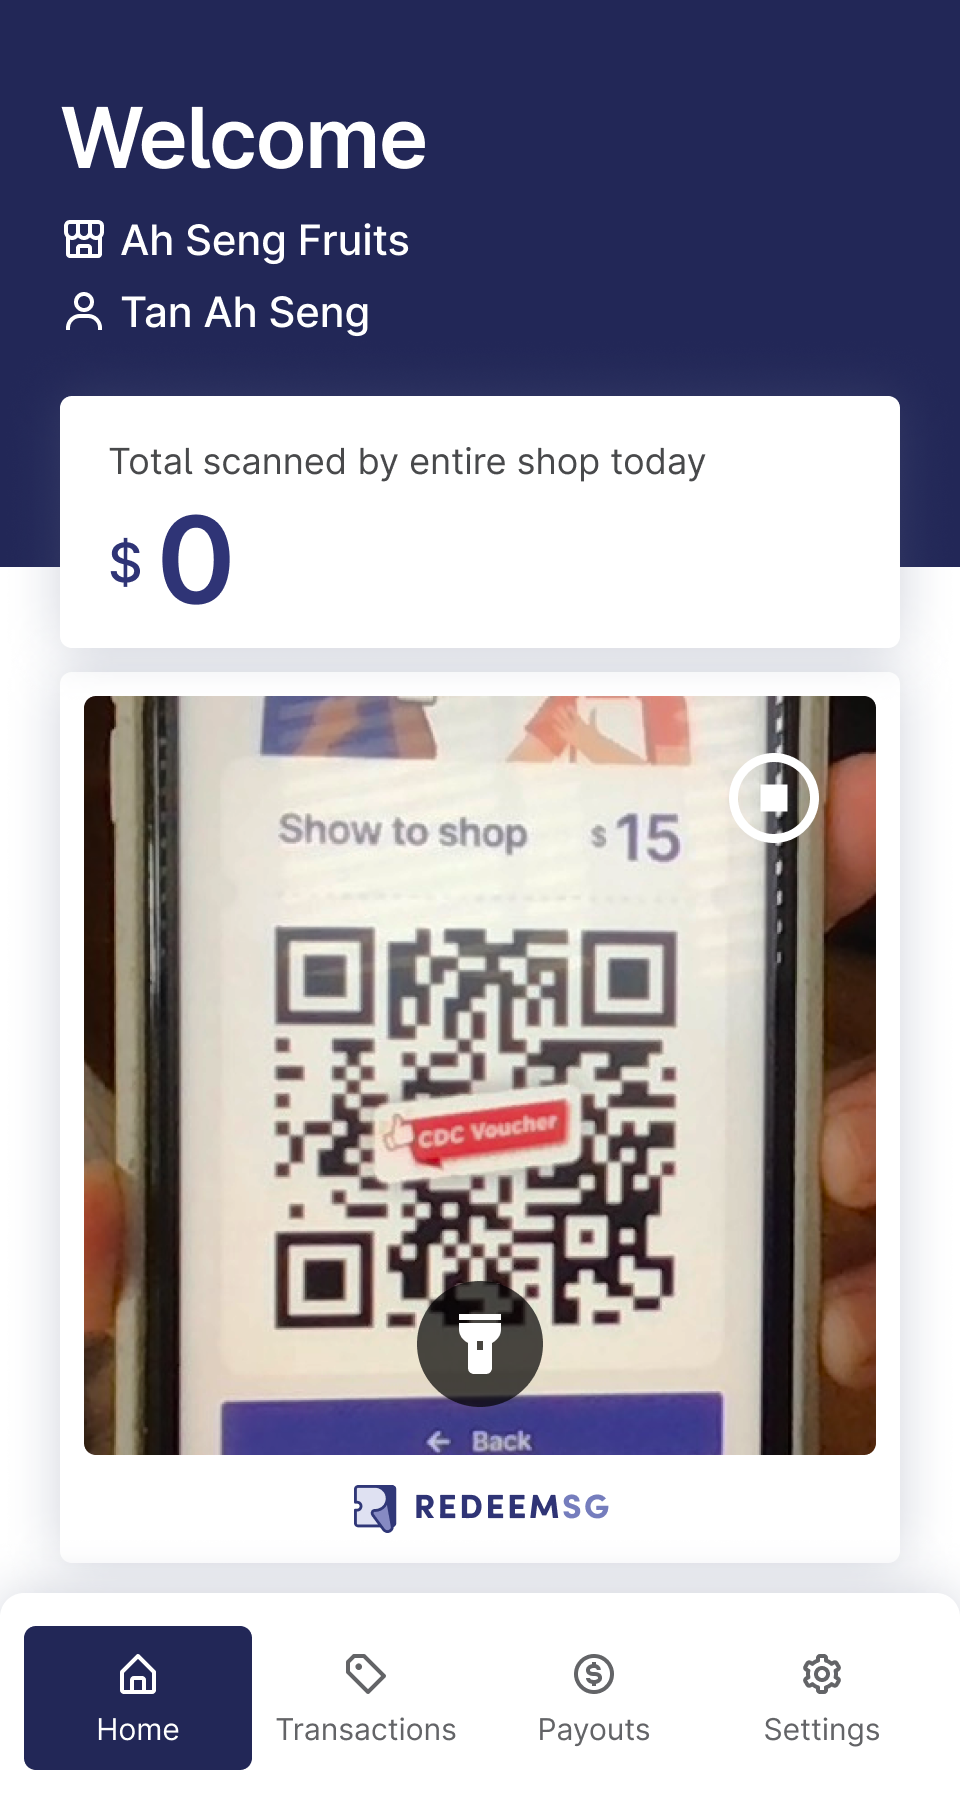 Welcome
Ah Seng Fruits
Tan Ah Seng
Total scanned by entire shop today
$ 0
Show to shop $15
CDC Voucher
← Back
REDEEMSG
Home Transactions Payouts Settings